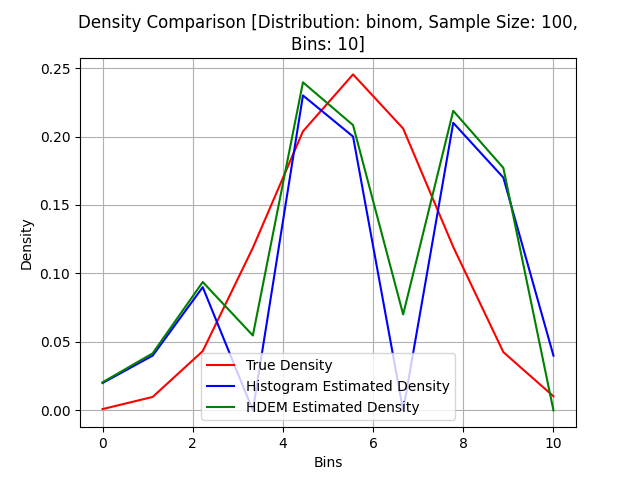 Density Comparison [Distribution: binom, Sample Size: 100,
Bins: 10]
0.25
0.20
0.15
0.10
0.05
0.00
Density
True Density
Histogram Estimated Density
HDEM Estimated Density
0 2 4 6 8 10
Bins